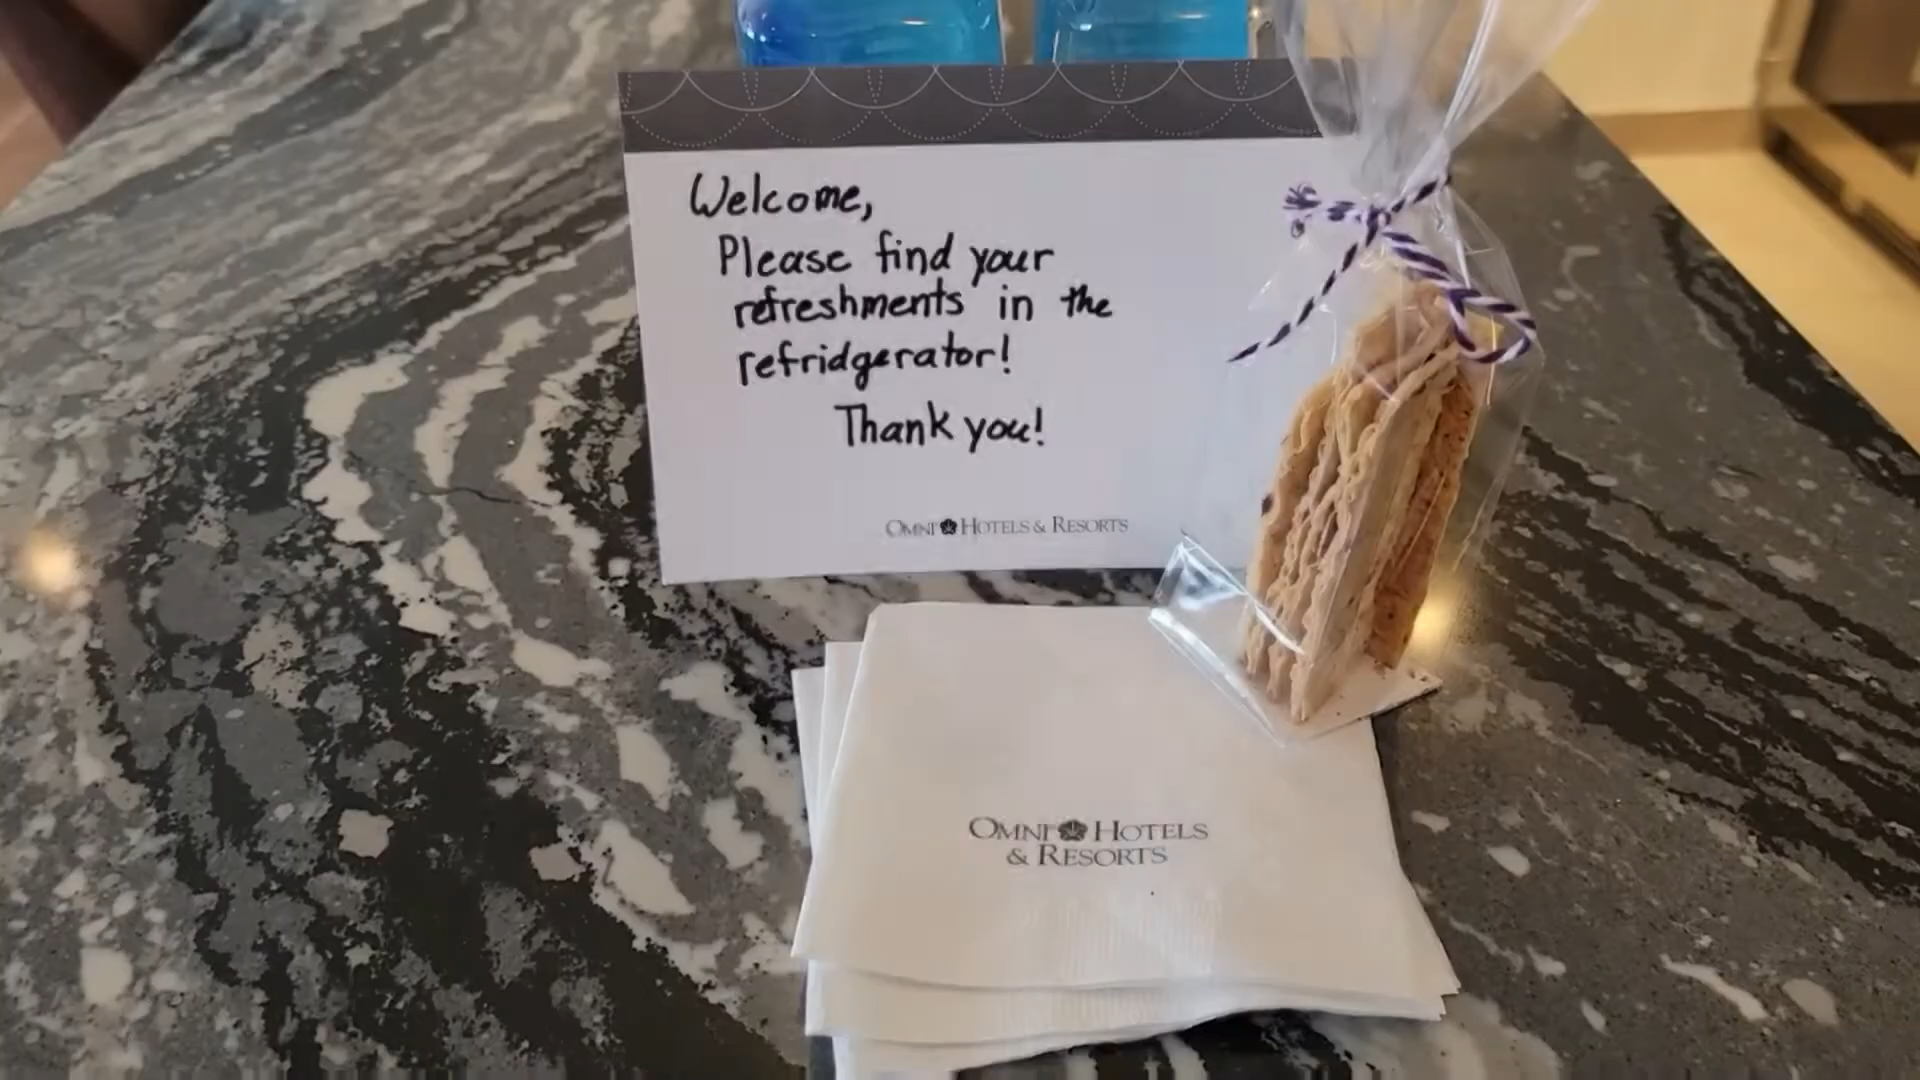 Welcome,
Please find your
refreshments in the
refridgerator!
Thank you!
OMNI HOTELS & RESORTS
OMNI HOTELS
& RESORTS